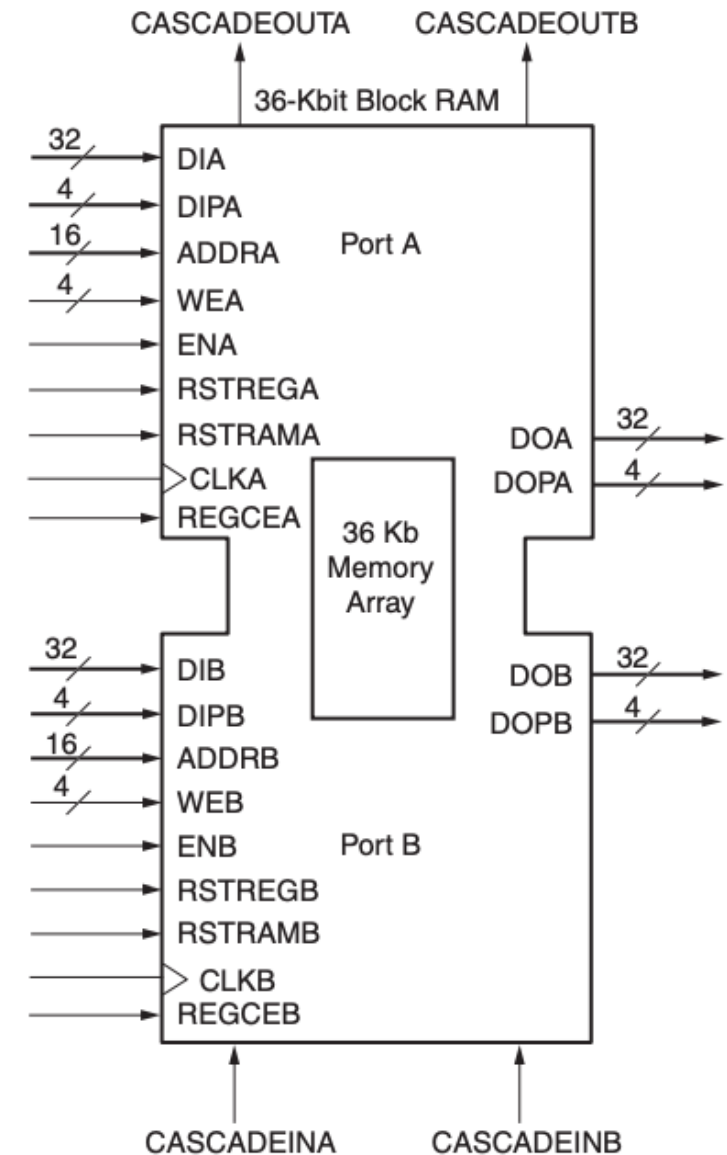 CASCADEOUTA CASCADEOUTB
36-Kbit Block RAM
32
DIA
4
DIPA
16
ADDRA
Port A
4
WEA
ENA
RSTREGA
RSTRAMA
CLKA
REGCEA
DOA
32
DOPA
4
36 Kb
Memory
Array
32
DIB
4
DIPB
16
ADDRB
4
WEB
ENB
Port B
RSTREGB
RSTRAMB
CLKB
REGCEB
DOB
32
DOPB
4
CASCADEINA CASCADEINB